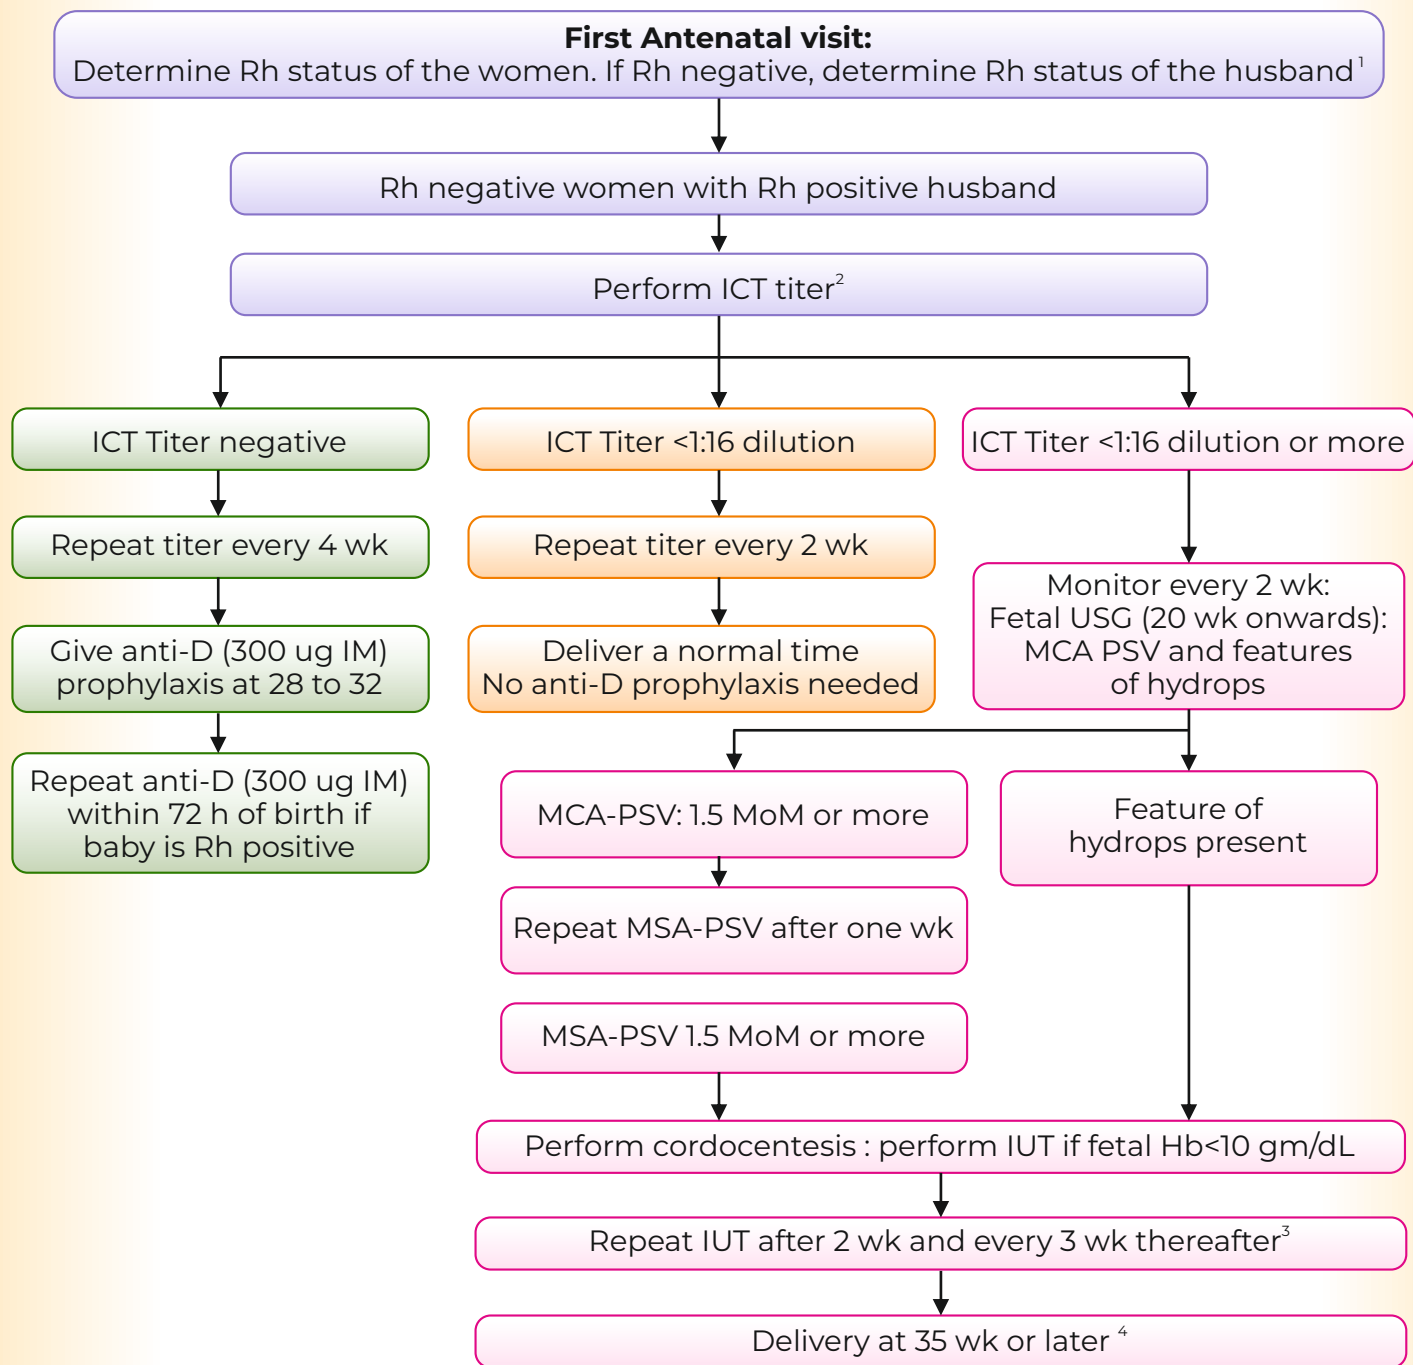 First Antenatal visit:
Determine Rh status of the women. If Rh negative, determine Rh status of the husband 1
Rh negative women with Rh positive husband
Perform ICT titer2
ICT Titer negative
Repeat titer every 4 wk
Give anti-D (300 ug IM)
prophylaxis at 28 to 32
Repeat anti-D (300 ug IM)
within 72 h of birth if
baby is Rh positive
ICT Titer <1:16 dilution
Repeat titer every 2 wk
Deliver a normal time
No anti-D prophylaxis needed
ICT Titer <1:16 dilution or more
Monitor every 2 wk:
Fetal USG (20 wk onwards):
MCA PSV and features
of hydrops
MCA-PSV: 1.5 MoM or more
Repeat MSA-PSV after one wk
MSA-PSV 1.5 MoM or more
Feature of
hydrops present
Perform cordocentesis : perform IUT if fetal Hb<10 gm/dL
Repeat IUT after 2 wk and every 3 wk thereafter3
Delivery at 35 wk or later 4